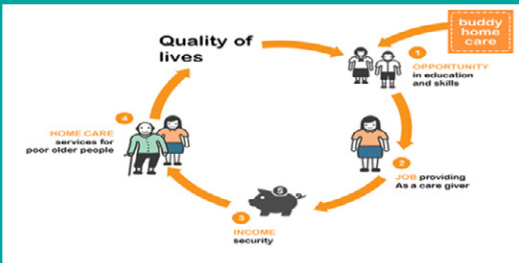 buddy
home
care
Quality of
lives
1
OPPORTUNITY
in education
and skills
2
JOB providing
As a care giver
3
INCOME
security
4
HOME CARE
services for
poor older people